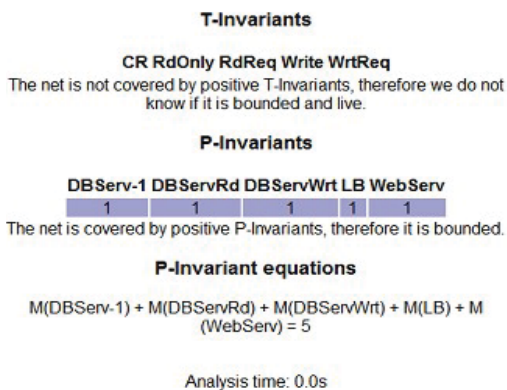 T-Invariants
CR RdOnly RdReq Write WrtReq
The net is not covered by positive T-Invariants, therefore we do not
know if it is bounded and live.
P-Invariants
DBServ-1 DBServRd DBServWrt LB WebServ
1 1 1 1 1
The net is covered by positive P-Invariants, therefore it is bounded.
P-Invariant equations
M(DBServ-1) + M(DBServRd) + M(DBServWrt) + M(LB) + M
(WebServ) = 5
Analysis time: 0.0s